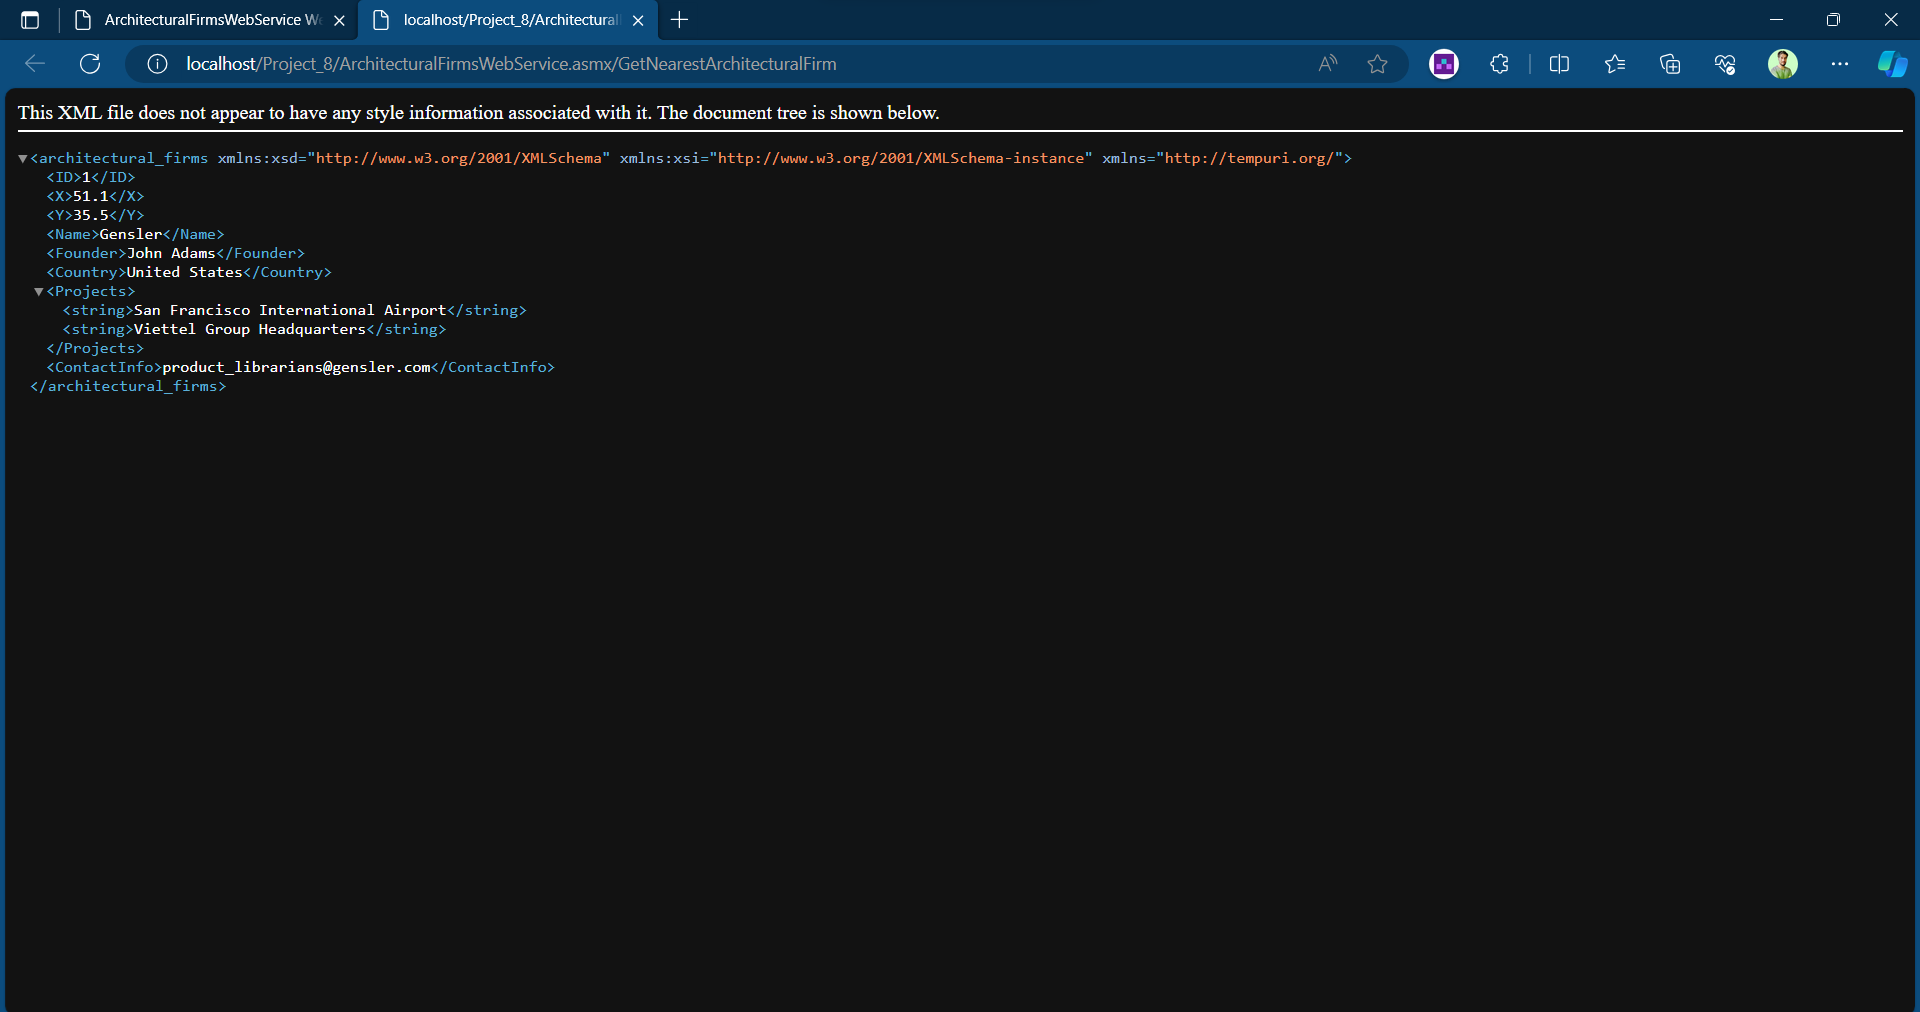 ArchitecturalFirmsWebService W
localhost/Project_8/Architectural
localhost/Project_8/ArchitecturalFirmsWebService.asmx/GetNearestArchitecturalFirm
This XML file does not appear to have any style information associated with it. The document tree is shown below.
▼<architectural_firms xmlns:xsd="http://www.w3.org/2001/XMLSchema" xmlns:xsi="http://www.w3.org/2001/XMLSchema-instance" xmlns="http://tempuri.org/">
<ID>1</ID>
<X>51.1</X>
<Y>35.5</Y>
<Name>Gensler</Name>
<Founder>John Adams</Founder>
<Country>United States</Country>
▼<Projects>
<string>San Francisco International Airport</string>
<string>Viettel Group Headquarters</string>
</Projects>
<ContactInfo>product_librarians@gensler.com</ContactInfo>
</architectural_firms>